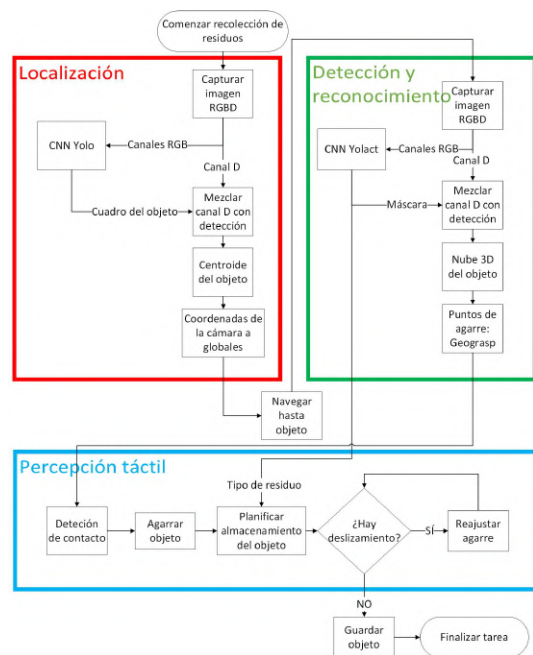 Comenzar recolección de
residuos
Localización
Capturar
imagen
RGBD
CNN Yolo
Canales RGB
Canal D
Cuadro del objeto
Mezclar
canal D con
detección
Centroide
del objeto
Coordenadas de
la cámara a
globales
Navegar
hasta
objeto
Detección y
reconocimiento
Capturar
imagen
RGBD
CNN Yolact
Canales RGB
Canal D
Máscara
Mezclar
canal D con
detección
Nube 3D
del objeto
Puntos de
agarre:
Geograsp
Percepción táctil
Tipo de residuo
Deteción
de contacto
Agarrar
objeto
Planificar
almacenamiento
del objeto
¿Hay
deslizamiento?
SÍ
Reajustar
agarre
NO
Guardar
objeto
Finalizar tarea